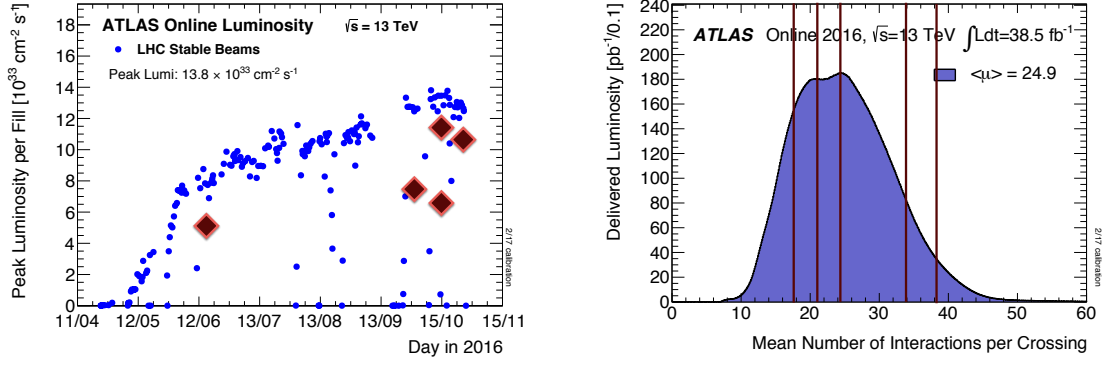 ATLAS Online Luminosity √s = 13 TeV
LHC Stable Beams
Peak Lumi: 13.8 × 10³³ cm⁻² s⁻¹
Peak Luminosity per Fill [10³³ cm⁻² s⁻¹]
18
16
14
12
10
8
6
4
2
0
11/04 12/05 12/06 13/07 13/08 13/09 15/10 15/11
Day in 2016
2/17 calibration
ATLAS Online 2016, √s=13 TeV ∫Ldt=38.5 fb⁻¹
<μ> = 24.9
Delivered Luminosity [pb⁻¹/0.1]
240
220
200
180
160
140
120
100
80
60
40
20
0
0 10 20 30 40 50 60
Mean Number of Interactions per Crossing
2/17 calibration